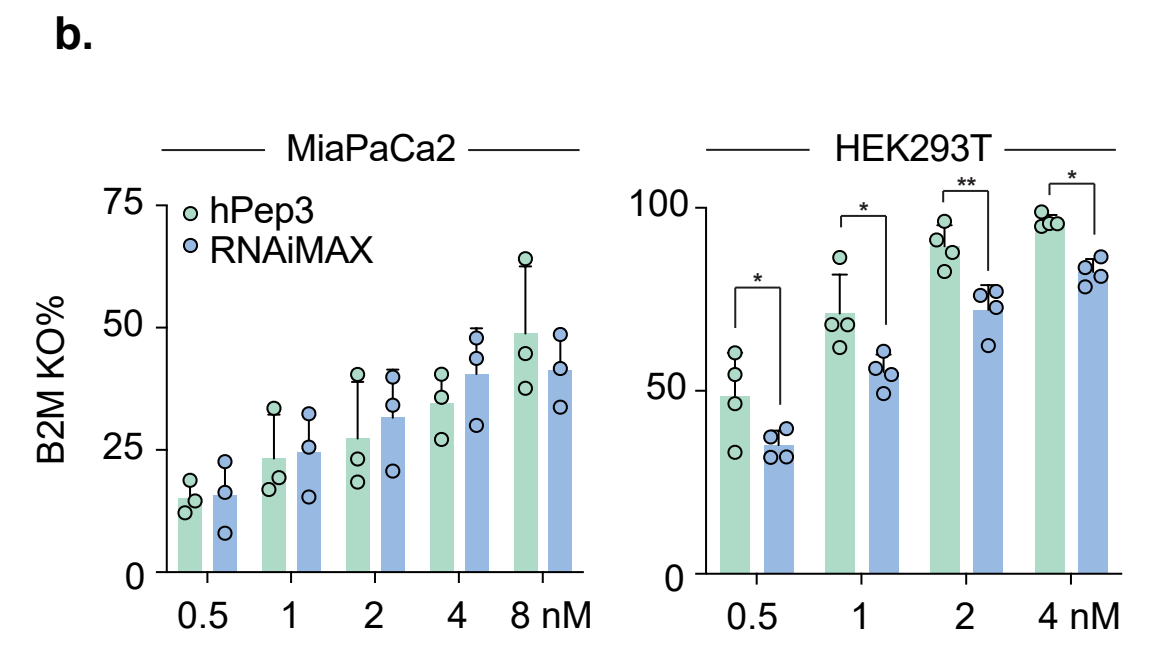 b.
MiaPaCa2
HEK293T
hPep3
RNAiMAX
B2M KO%
75
50
25
0
0.5 1 2 4 8 nM
100
50
0
* * ** *
0.5 1 2 4 nM